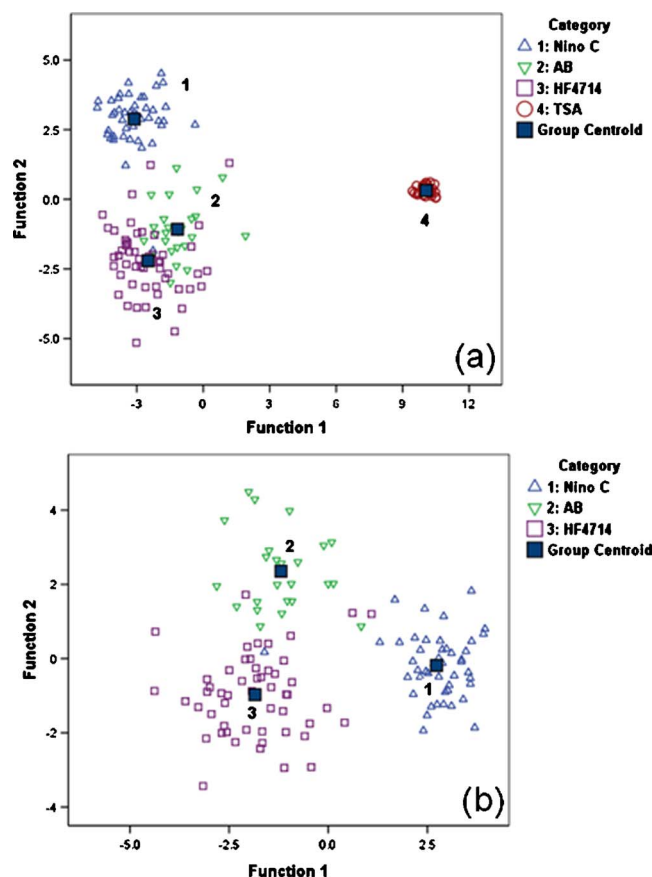 Category
1: Nino C
2: AB
3: HF4714
4: TSA
Group Centroid
Function 2
5.0
2.5
0.0
-2.5
-5.0
1
2
3
4
(a)
-3 0 3 6 9 12
Function 1
Category
1: Nino C
2: AB
3: HF4714
Group Centroid
Function 2
4
2
0
-2
-4
2
1
3
(b)
-5.0 -2.5 0.0 2.5
Function 1